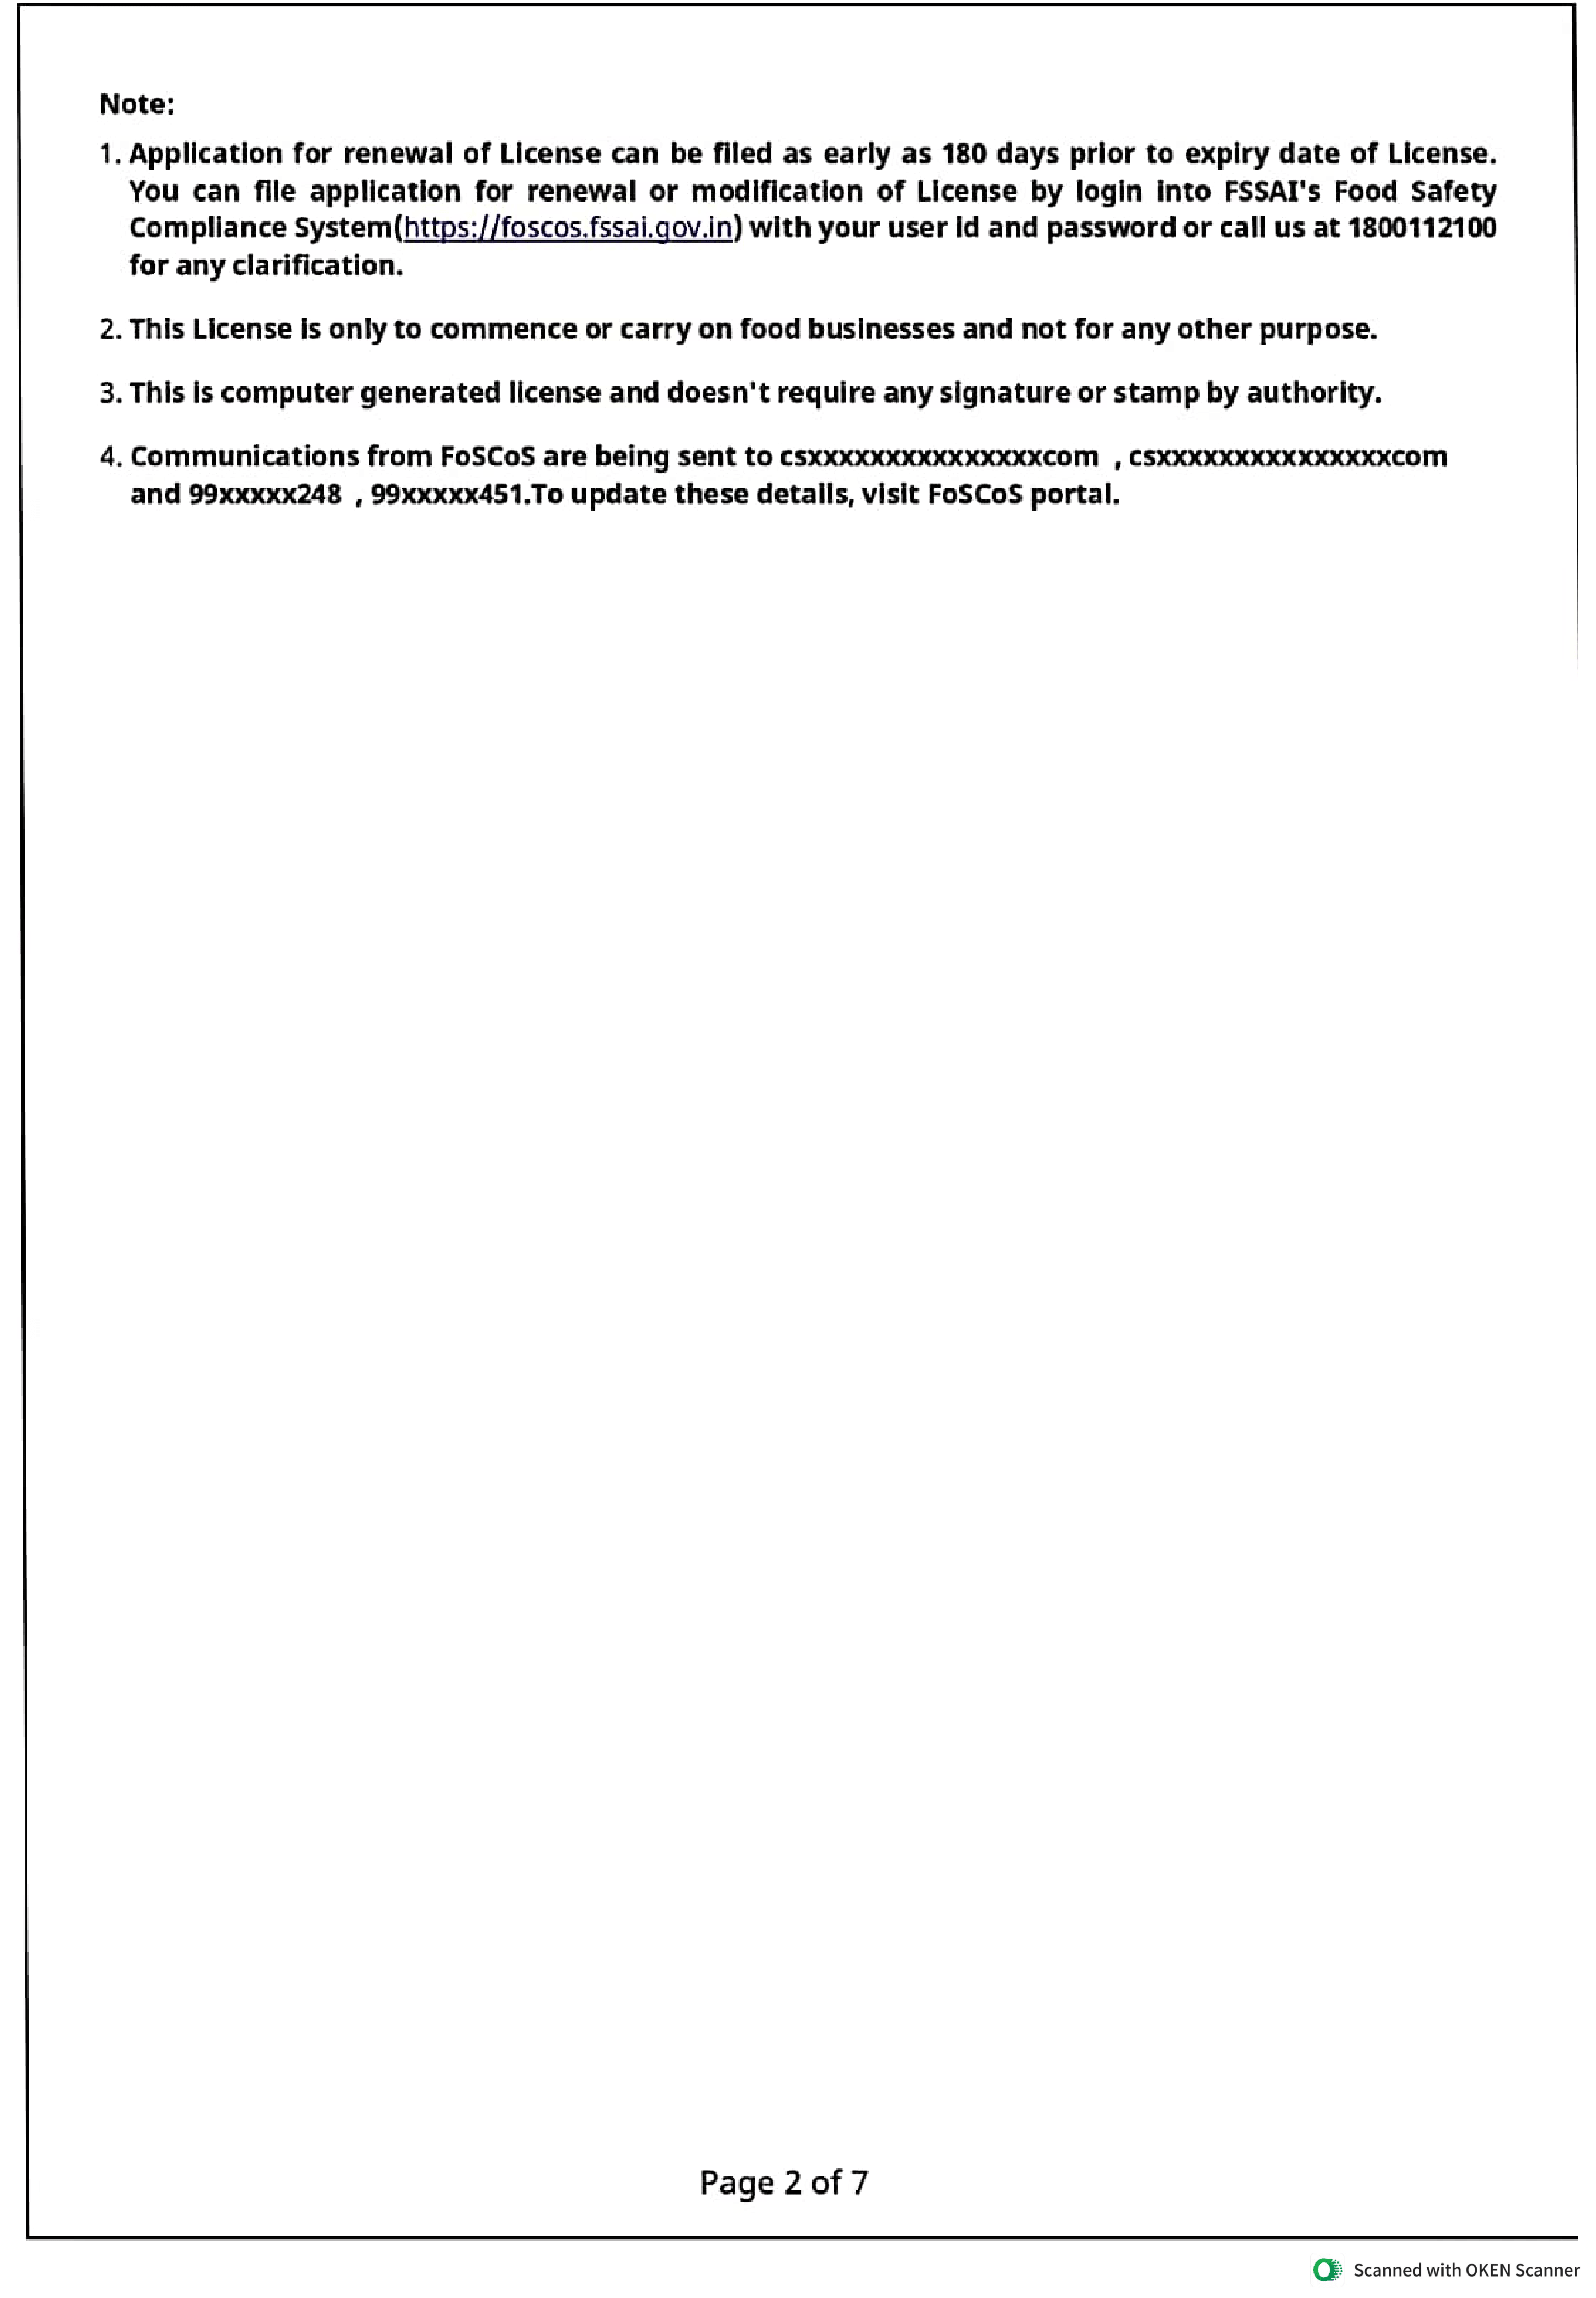 Note:
1. Application for renewal of License can be filed as early as 180 days prior to expiry date of License.
You can file application for renewal or modification of License by login into FSSAI's Food Safety
Compliance System(https://foscos.fssai.gov.in) with your user id and password or call us at 1800112100
for any clarification.
2. This License is only to commence or carry on food businesses and not for any other purpose.
3. This is computer generated license and doesn't require any signature or stamp by authority.
4. Communications from FoSCoS are being sent to csxxxxxxxxxxxxxxxcom , csxxxxxxxxxxxxxxxcom
and 99xxxxx248 , 99xxxxx451.To update these details, visit FoSCoS portal.
Page 2 of 7
Scanned with OKEN Scanner